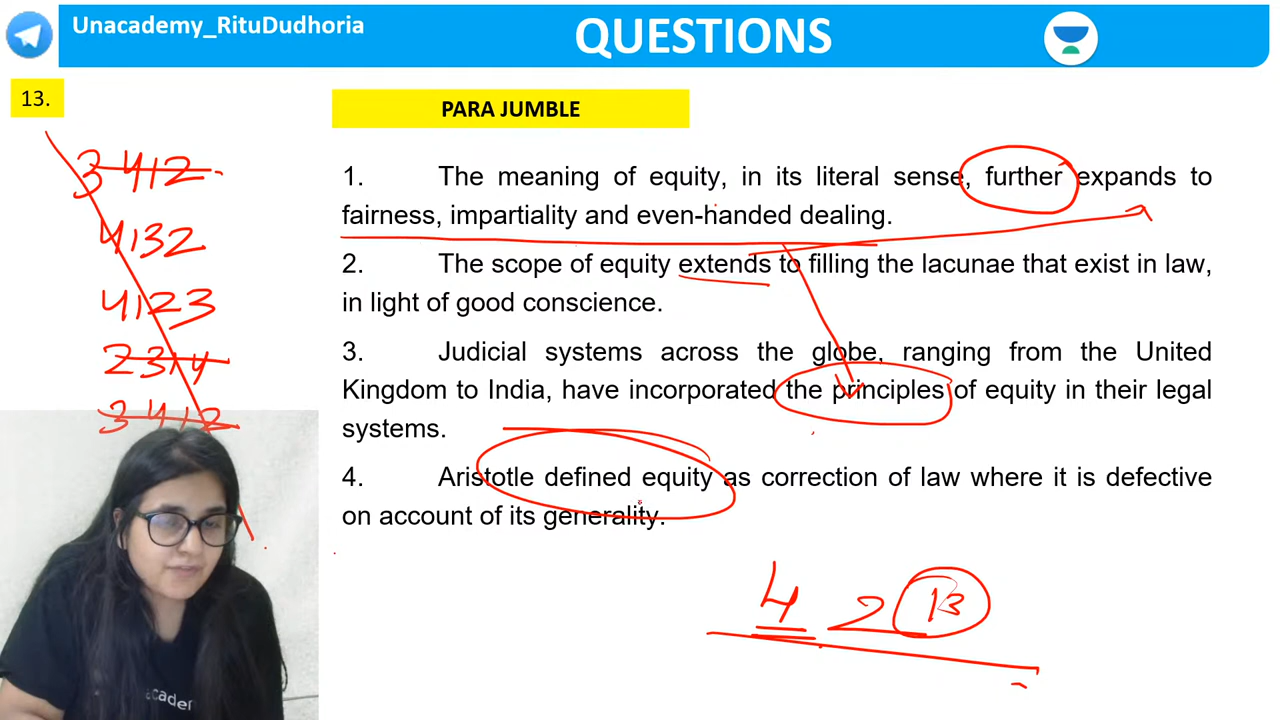 Unacademy_RituDudhoria
QUESTIONS
13.
PARA JUMBLE
3412
4132
4123
2314
3412
1. The meaning of equity, in its literal sense, further expands to
fairness, impartiality and even-handed dealing.
2. The scope of equity extends to filling the lacunae that exist in law,
in light of good conscience.
3. Judicial systems across the globe, ranging from the United
Kingdom to India, have incorporated the principles of equity in their legal
systems.
4. Aristotle defined equity as correction of law where it is defective
on account of its generality.
4 2 13
unacademy